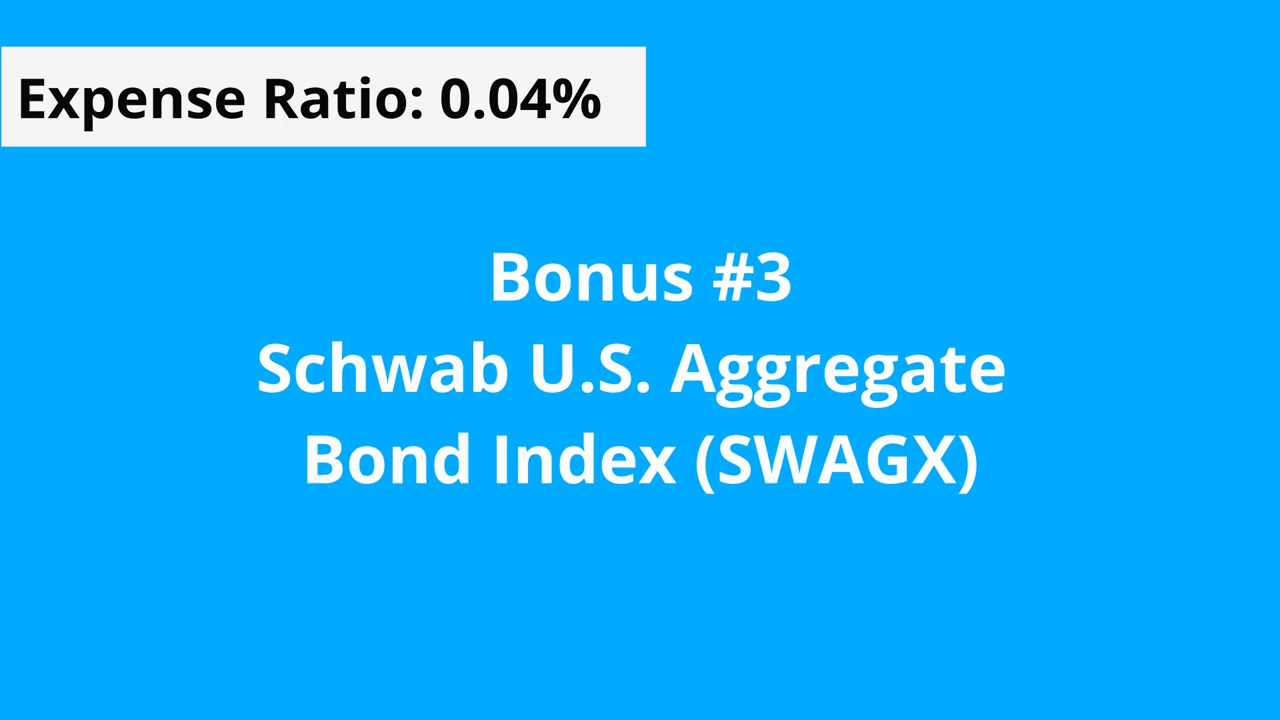 Expense Ratio: 0.04%
Bonus #3
Schwab U.S. Aggregate
Bond Index (SWAGX)